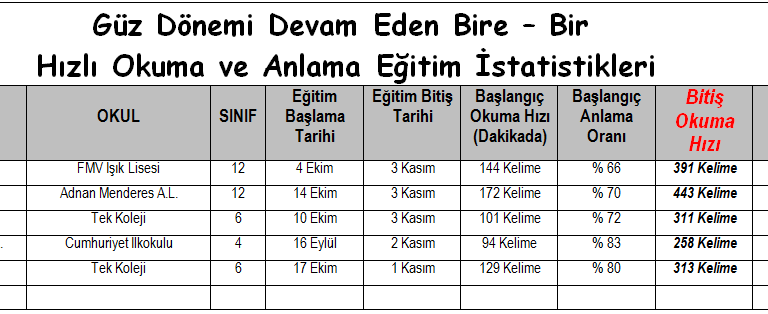 Güz Dönemi Devam Eden Bire – Bir
Hızlı Okuma ve Anlama Eğitim İstatistikleri
OKUL SINIF Eğitim Başlama Tarihi Eğitim Bitiş Tarihi Başlangıç Okuma Hızı (Dakikada) Başlangıç Anlama Oranı Bitiş Okuma Hızı
FMV Işık Lisesi 12 4 Ekim 3 Kasım 144 Kelime % 66 391 Kelime
Adnan Menderes A.L. 12 14 Ekim 3 Kasım 172 Kelime % 70 443 Kelime
Tek Koleji 6 10 Ekim 3 Kasım 101 Kelime % 72 311 Kelime
. Cumhuriyet İlkokulu 4 16 Eylül 2 Kasım 94 Kelime % 83 258 Kelime
Tek Koleji 6 17 Ekim 1 Kasım 129 Kelime % 80 313 Kelime